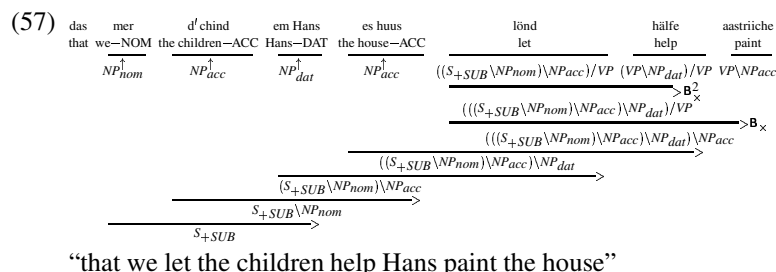 (57) das mer d' chind em Hans es huus lönd hälfe aastriiche
that we–NOM the children–ACC Hans–DAT the house–ACC let help paint
NP↑nom NP↑acc NP↑dat NP↑acc ((S+SUB\NPnom)\NPacc)/VP (VP\NPdat)/VP VP\NPacc
>B²×
(((S+SUB\NPnom)\NPacc)\NPdat)/VP
>B×
(((S+SUB\NPnom)\NPacc)\NPdat)\NPacc
>
((S+SUB\NPnom)\NPacc)\NPdat
>
(S+SUB\NPnom)\NPacc
>
S+SUB\NPnom
>
S+SUB
"that we let the children help Hans paint the house"